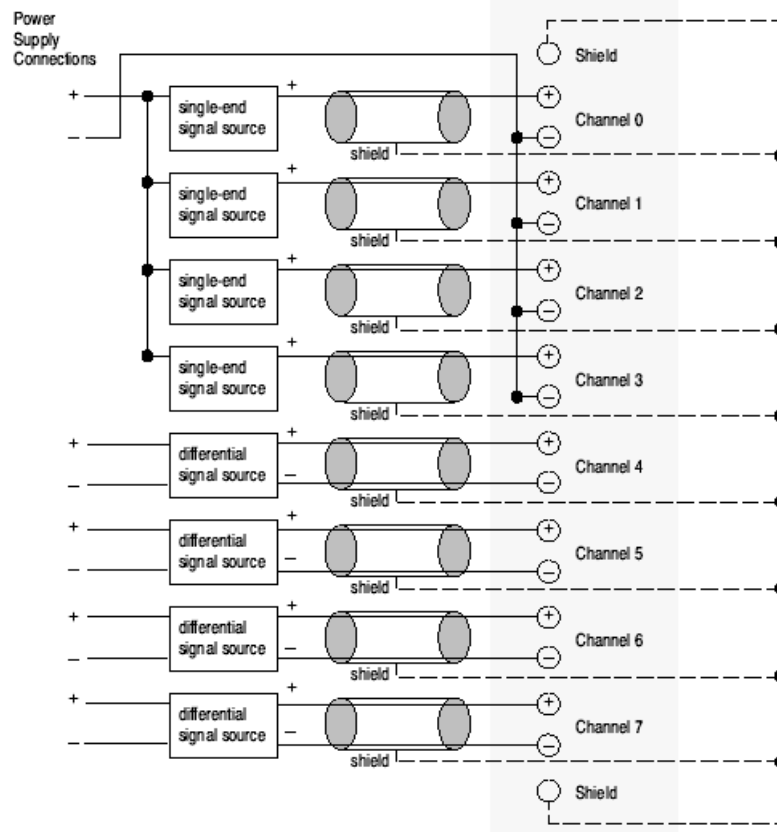 Power
Supply
Connections
Shield
+
single-end
signal source
+
+
Channel 0
–
–
shield
single-end
signal source
+
+
Channel 1
–
shield
single-end
signal source
+
+
Channel 2
–
shield
single-end
signal source
+
+
Channel 3
–
shield
+
differential
signal source
+
+
Channel 4
–
–
–
shield
+
differential
signal source
+
+
Channel 5
–
–
–
shield
+
differential
signal source
+
+
Channel 6
–
–
–
shield
+
differential
signal source
+
+
Channel 7
–
–
–
shield
Shield